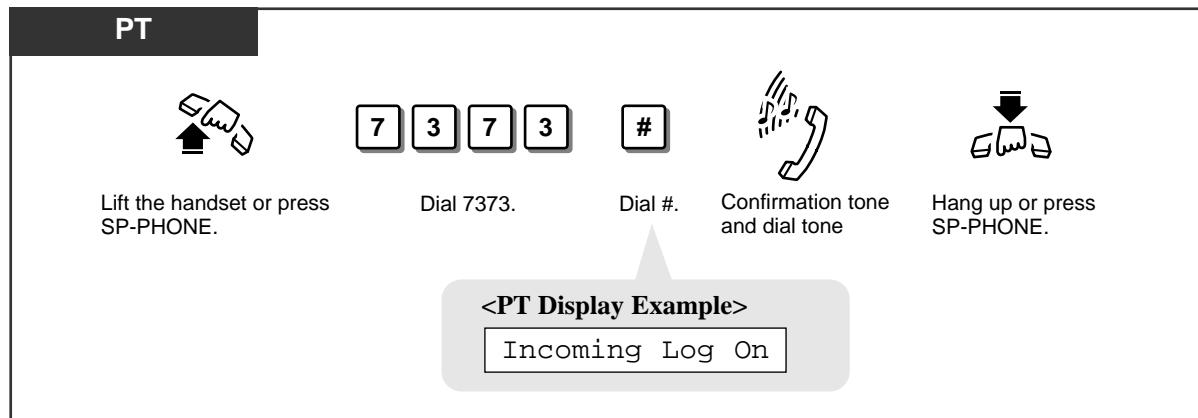 PT
7 3 7 3 #
Lift the handset or press
SP-PHONE.
Dial 7373.
Dial #.
Confirmation tone
and dial tone
Hang up or press
SP-PHONE.
<PT Display Example>
Incoming Log On